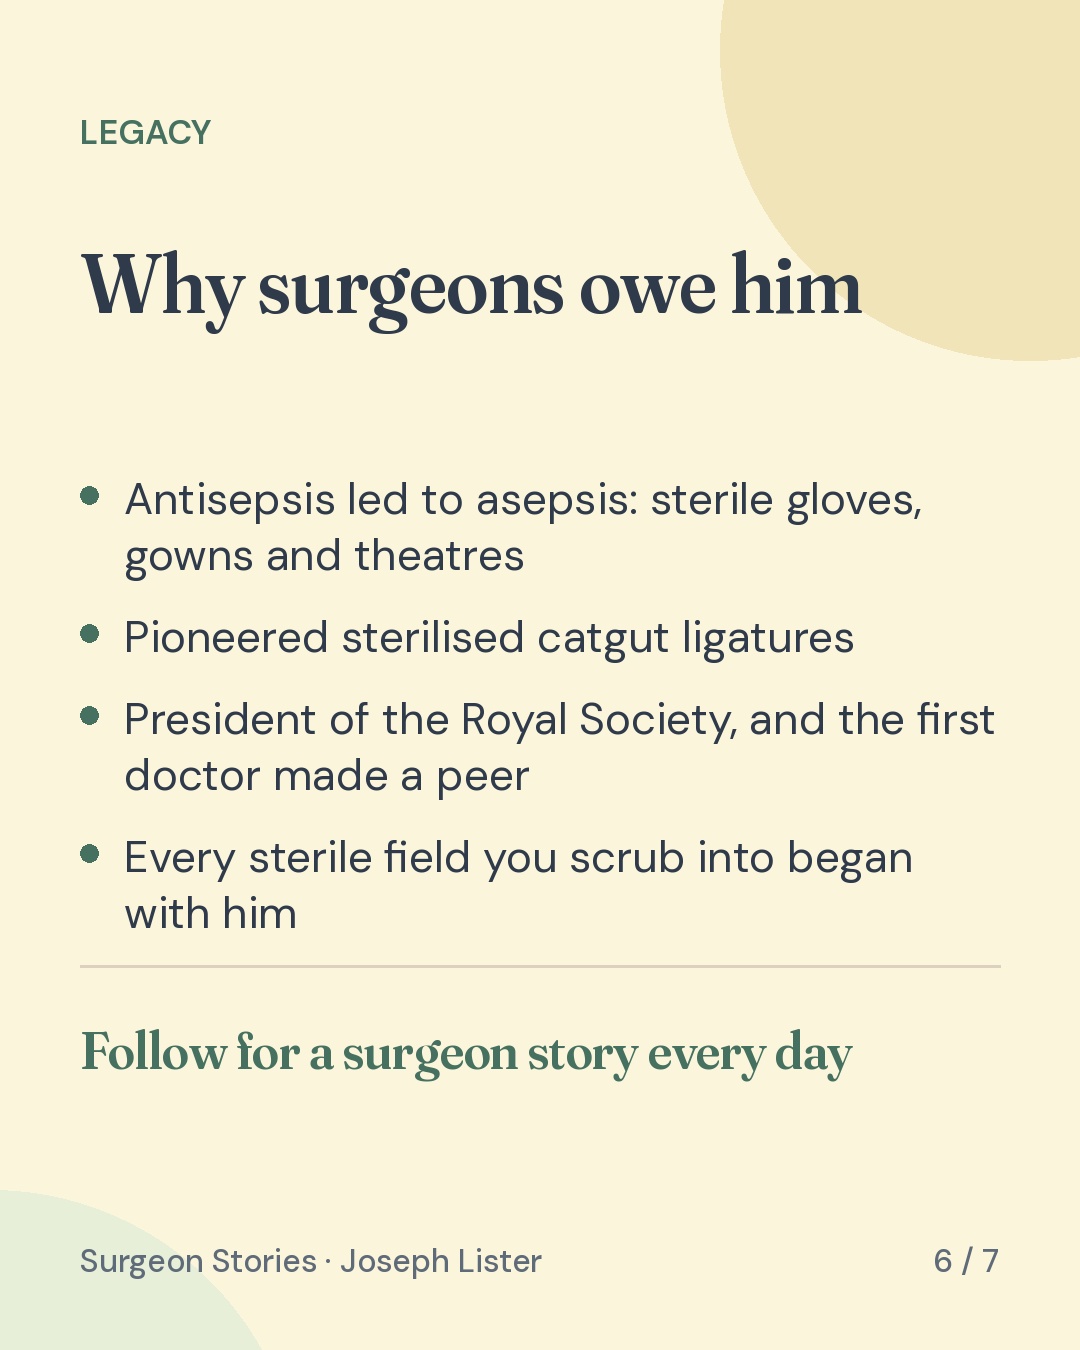 LEGACY
Why surgeons owe him
• Antisepsis led to asepsis: sterile gloves,
gowns and theatres
• Pioneered sterilised catgut ligatures
• President of the Royal Society, and the first
doctor made a peer
• Every sterile field you scrub into began
with him
Follow for a surgeon story every day
Surgeon Stories · Joseph Lister
6 / 7